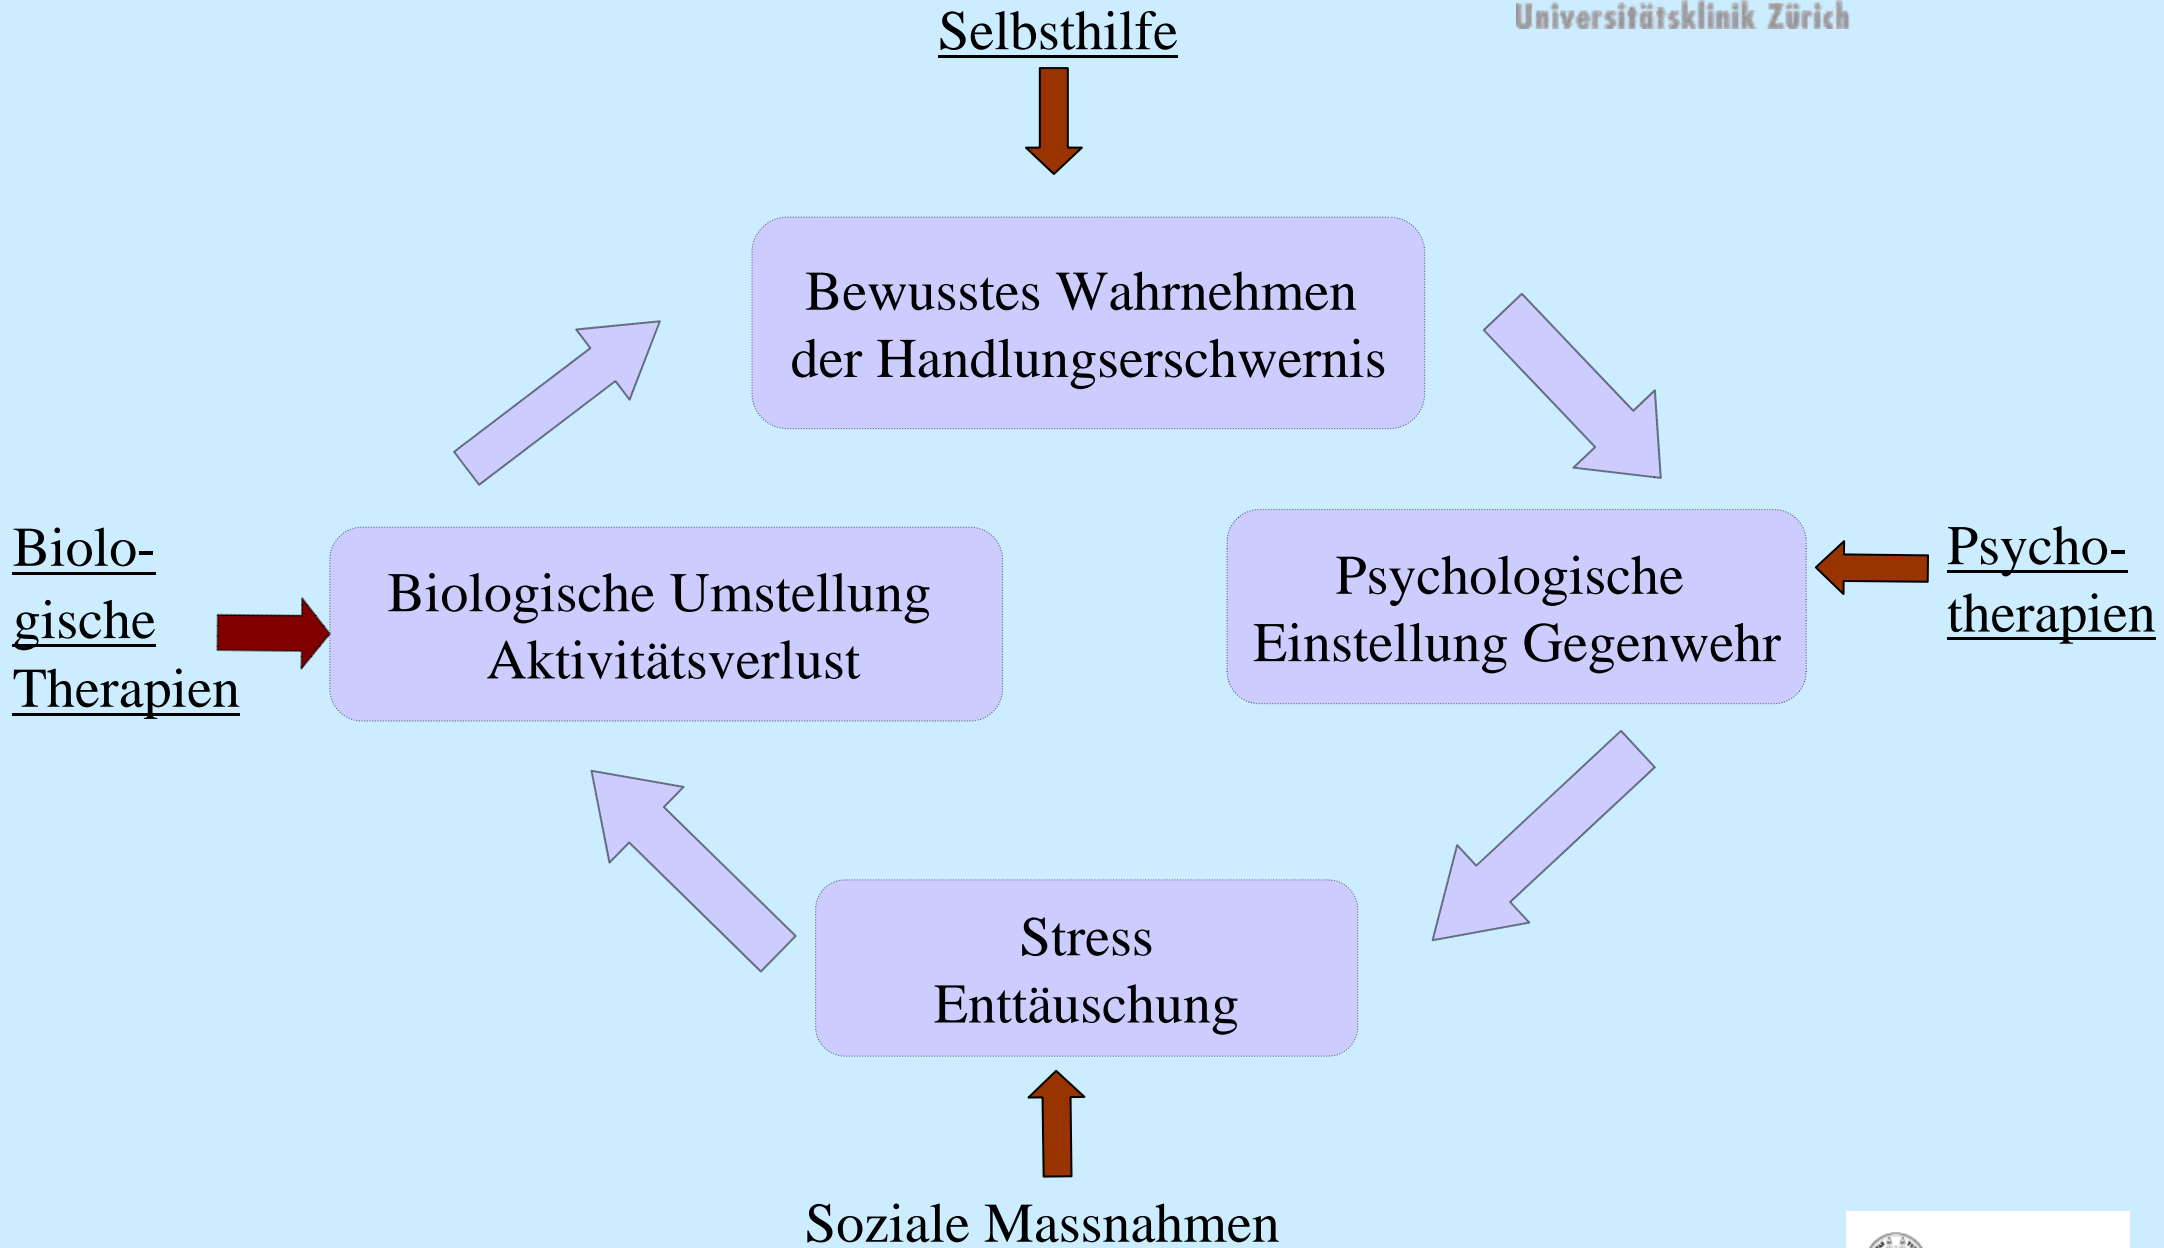 Universitätsklinik Zürich
Selbsthilfe
Bewusstes Wahrnehmen
der Handlungserschwernis
Biolo-
gische
Therapien
Biologische Umstellung
Aktivitätsverlust
Psychologische
Einstellung Gegenwehr
Psycho-
therapien
Stress
Enttäuschung
Soziale Massnahmen